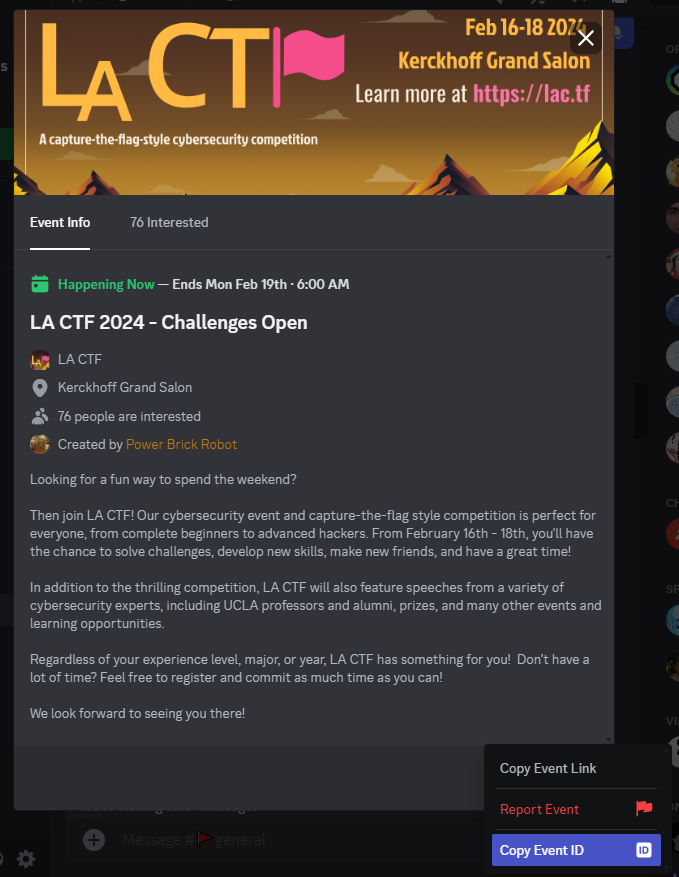 LA CTF
Feb 16-18 2024
Kerckhoff Grand Salon
Learn more at https://lac.tf
A capture-the-flag-style cybersecurity competition
Event Info
76 Interested
Happening Now — Ends Mon Feb 19th · 6:00 AM
LA CTF 2024 - Challenges Open
LA CTF
Kerckhoff Grand Salon
76 people are interested
Created by Power Brick Robot
Looking for a fun way to spend the weekend?
Then join LA CTF! Our cybersecurity event and capture-the-flag style competition is perfect for
everyone, from complete beginners to advanced hackers. From February 16th - 18th, you'll have
the chance to solve challenges, develop new skills, make new friends, and have a great time!
In addition to the thrilling competition, LA CTF will also feature speeches from a variety of
cybersecurity experts, including UCLA professors and alumni, prizes, and many other events and
learning opportunities.
Regardless of your experience level, major, or year, LA CTF has something for you!  Don't have a
lot of time? Feel free to register and commit as much time as you can!
We look forward to seeing you there!
Copy Event Link
Report Event
Copy Event ID
ID
Message #🚩general